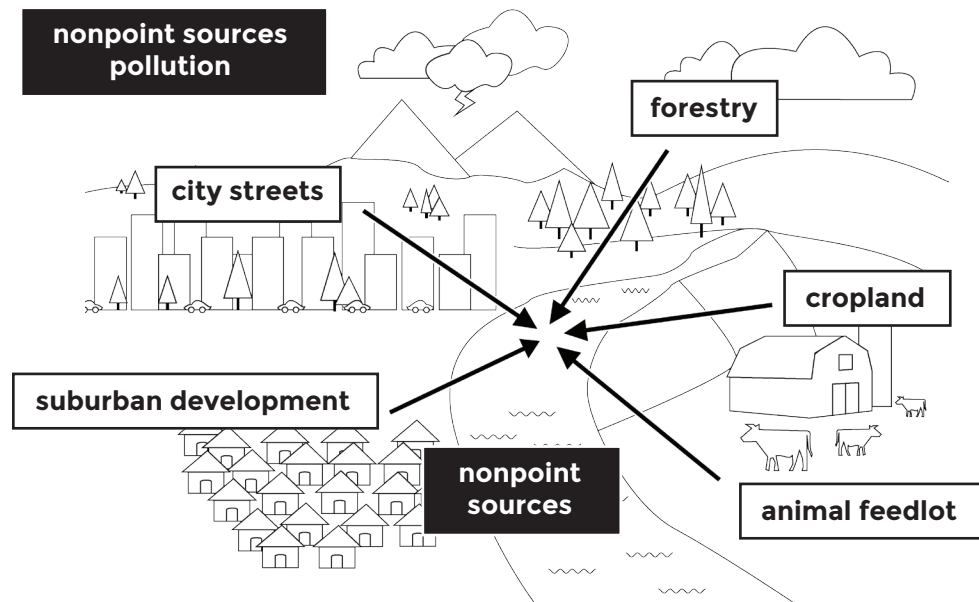 nonpoint sources
pollution
forestry
city streets
cropland
suburban development
nonpoint
sources
animal feedlot